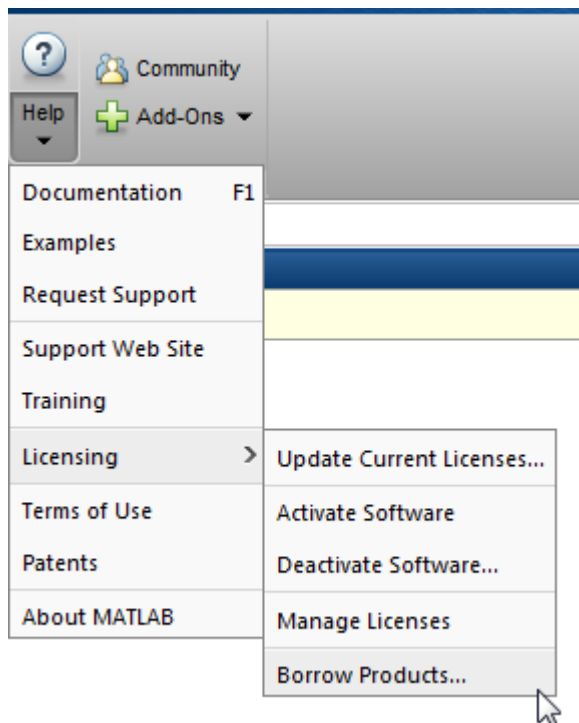 ?
Community
Help
Add-Ons
Documentation F1
Examples
Request Support
Support Web Site
Training
Licensing
Update Current Licenses...
Terms of Use
Activate Software
Patents
Deactivate Software...
About MATLAB
Manage Licenses
Borrow Products...